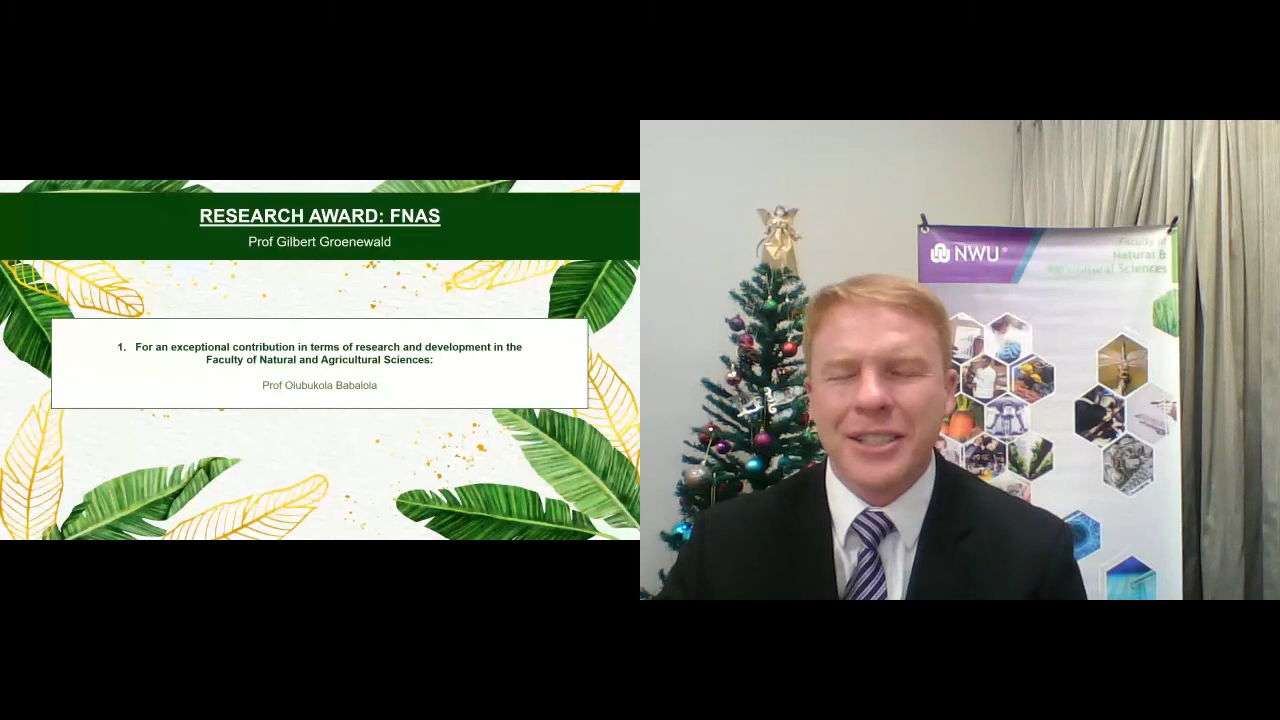 RESEARCH AWARD: FNAS
Prof Gilbert Groenewald
1. For an exceptional contribution in terms of research and development in the
Faculty of Natural and Agricultural Sciences:
Prof Olubukola Babalola
NWU®
Faculty of
Natural &
Agricultural Sciences